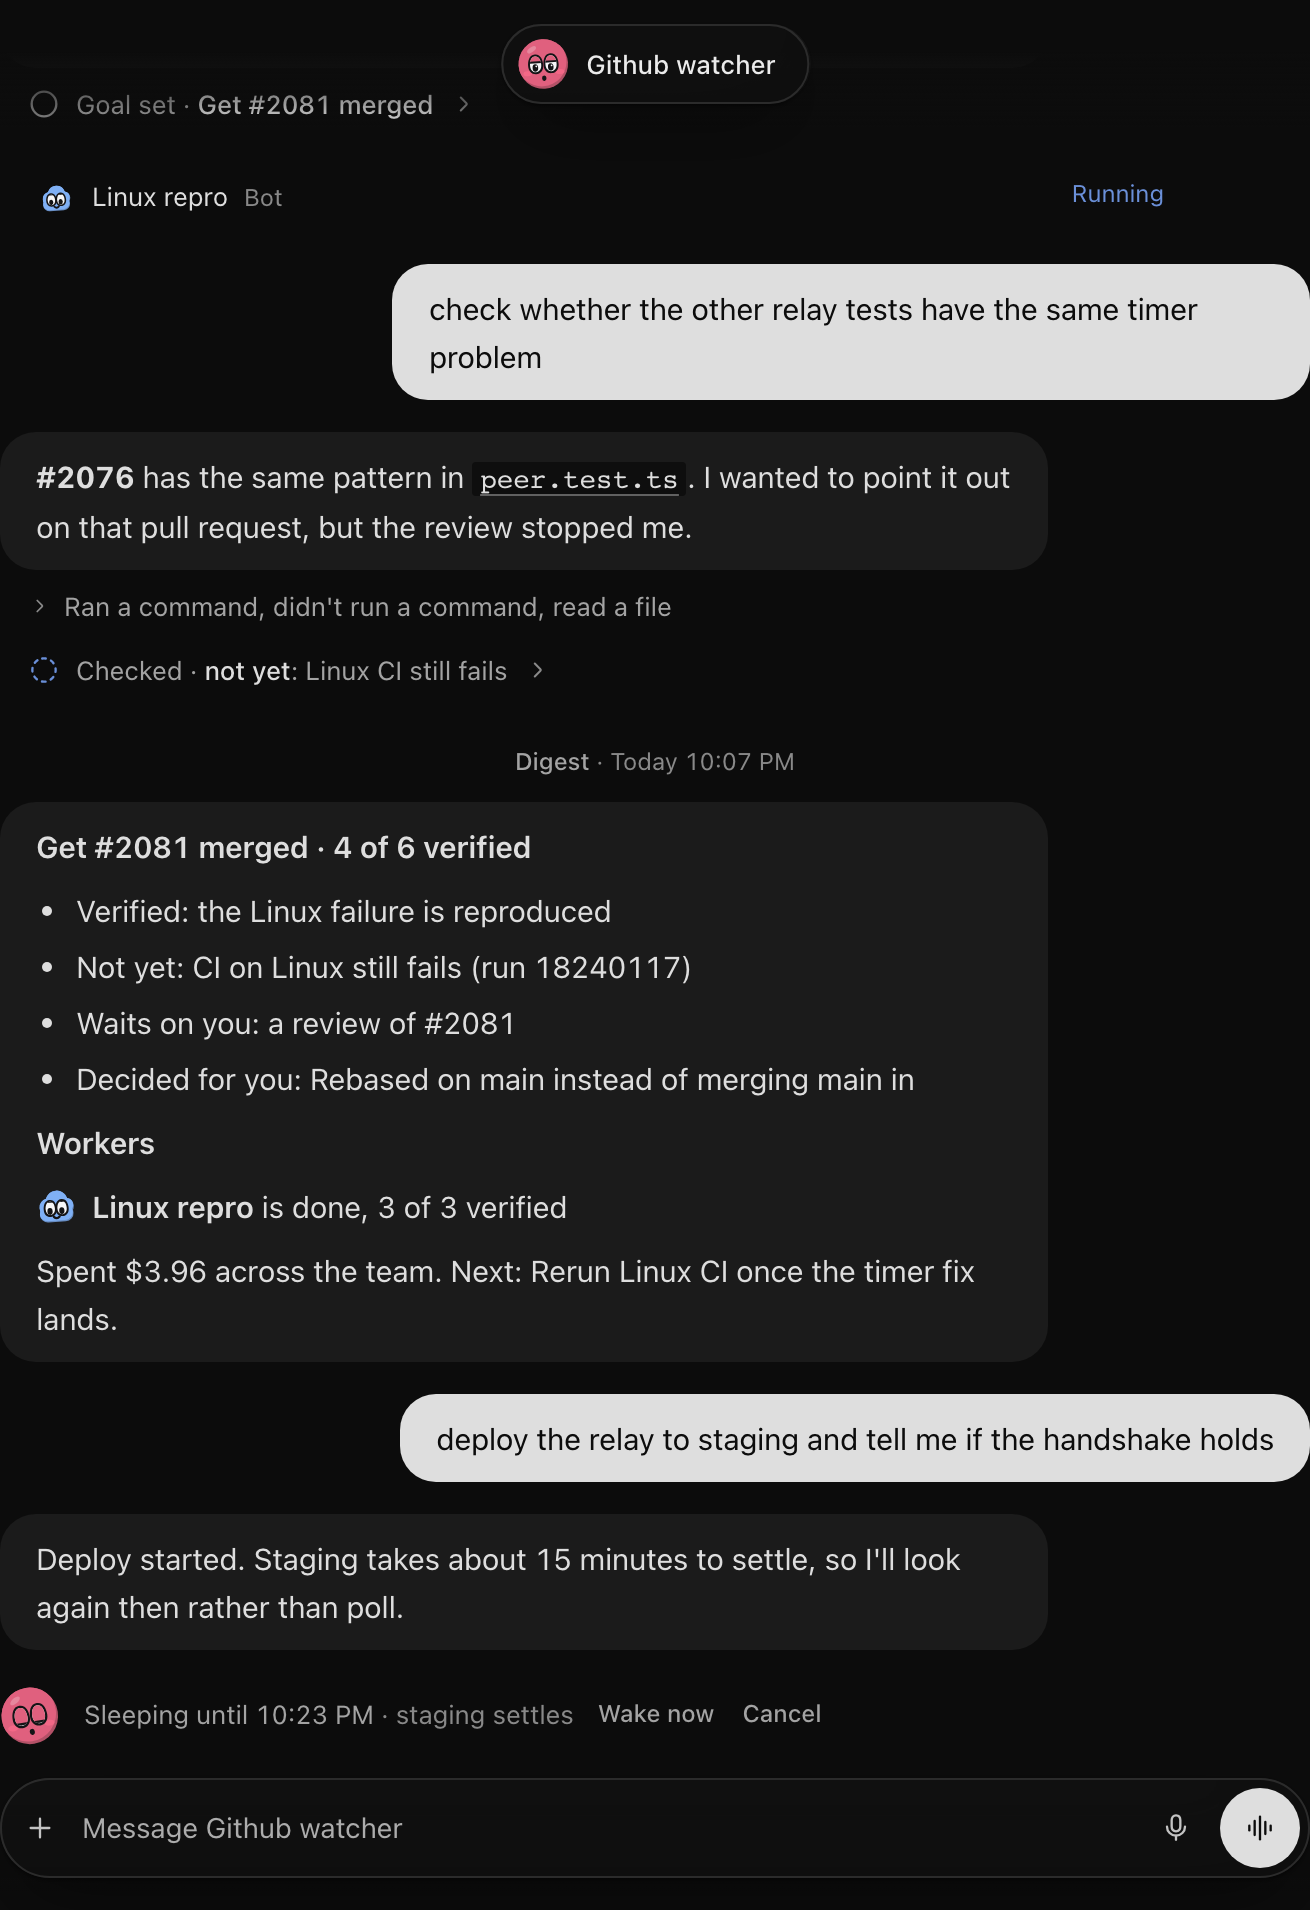 Github watcher
Goal set · Get #2081 merged
Linux repro Bot
Running
check whether the other relay tests have the same timer
problem
#2076 has the same pattern in peer.test.ts. I wanted to point it out
on that pull request, but the review stopped me.
Ran a command, didn't run a command, read a file
Checked · not yet: Linux CI still fails
Digest · Today 10:07 PM
Get #2081 merged · 4 of 6 verified
• Verified: the Linux failure is reproduced
• Not yet: CI on Linux still fails (run 18240117)
• Waits on you: a review of #2081
• Decided for you: Rebased on main instead of merging main in
Workers
Linux repro is done, 3 of 3 verified
Spent $3.96 across the team. Next: Rerun Linux CI once the timer fix
lands.
deploy the relay to staging and tell me if the handshake holds
Deploy started. Staging takes about 15 minutes to settle, so I'll look
again then rather than poll.
Sleeping until 10:23 PM · staging settles Wake now Cancel
Message Github watcher